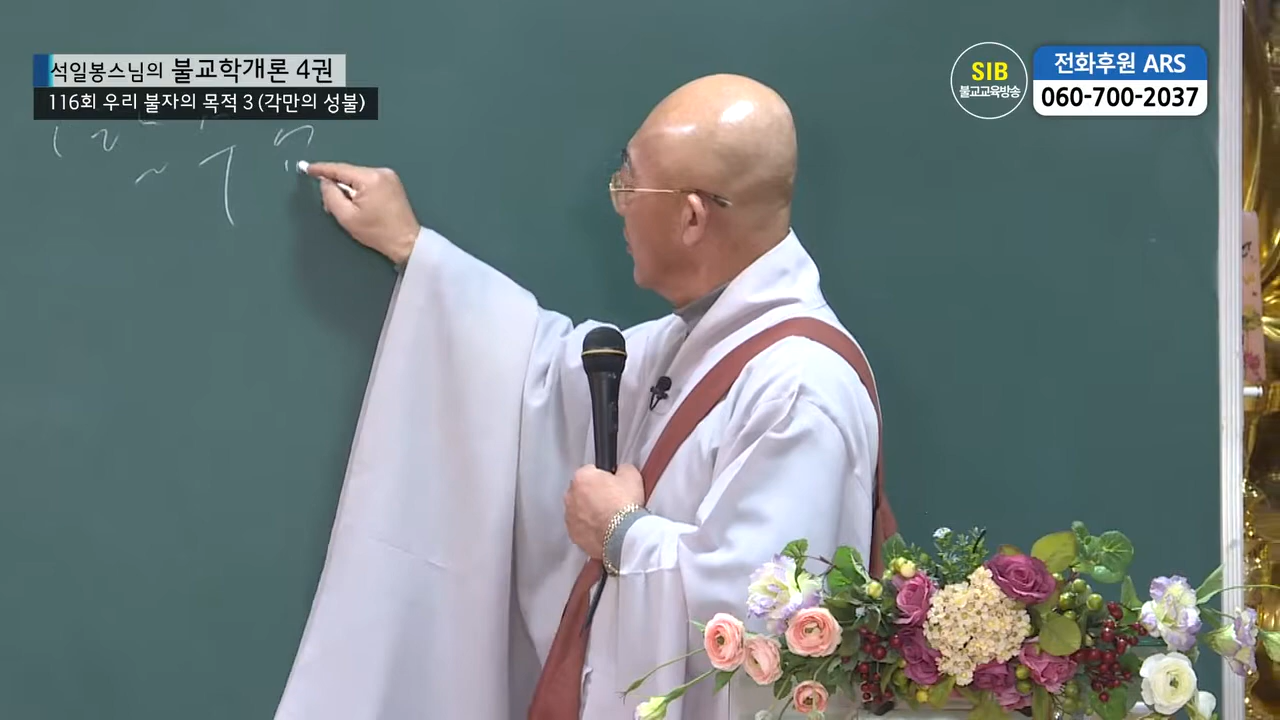 석일봉스님의 불교학개론 4권
116회 우리 불자의 목적 3 (각만의 성불)
SIB
불교교육방송
전화후원 ARS
060-700-2037